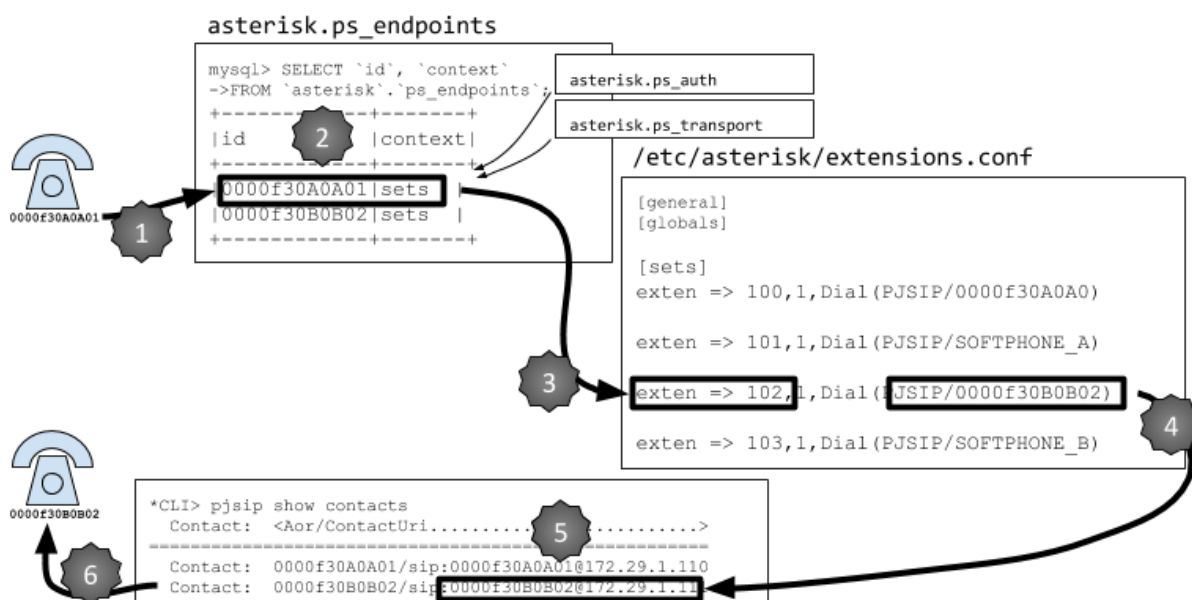 asterisk.ps_endpoints
mysql> SELECT `id`, `context`
->FROM `asterisk`.`ps_endpoints`;
+---------------+-------+
|id |context|
+---------------+-------+
|0000f30A0A01|sets |
|0000f30B0B02|sets |
+---------------+-------+
2
asterisk.ps_auth
asterisk.ps_transport
0000f30A0A01
1
/etc/asterisk/extensions.conf
[general]
[globals]
[sets]
exten => 100,1,Dial(PJSIP/0000f30A0A0)
exten => 101,1,Dial(PJSIP/SOFTPHONE_A)
exten => 102,1,Dial(PJSIP/0000f30B0B02)
exten => 103,1,Dial(PJSIP/SOFTPHONE_B)
3
4
0000f30B0B02
6
*CLI> pjsip show contacts
Contact: <Aor/ContactUri..................................>
==========================================================
Contact: 0000f30A0A01/sip:0000f30A0A01@172.29.1.110
Contact: 0000f30B0B02/sip:0000f30B0B02@172.29.1.11
5